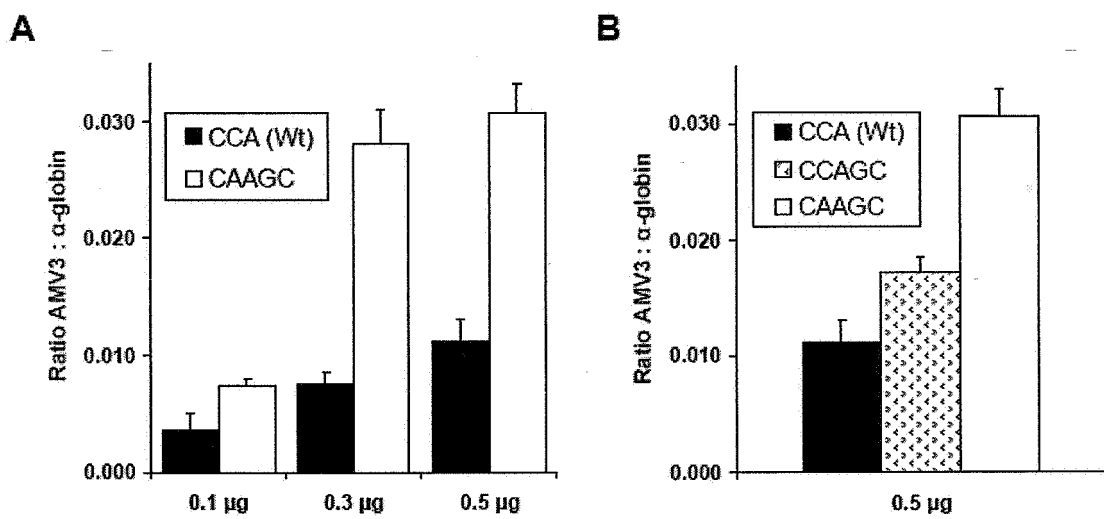 A
Ratio AMV3 : α-globin
0.030
0.020
0.010
0.000
CCA (Wt)
CAAGC
0.1 µg
0.3 µg
0.5 µg
B
Ratio AMV3 : α-globin
0.030
0.020
0.010
0.000
CCA (Wt)
CCAGC
CAAGC
0.5 µg